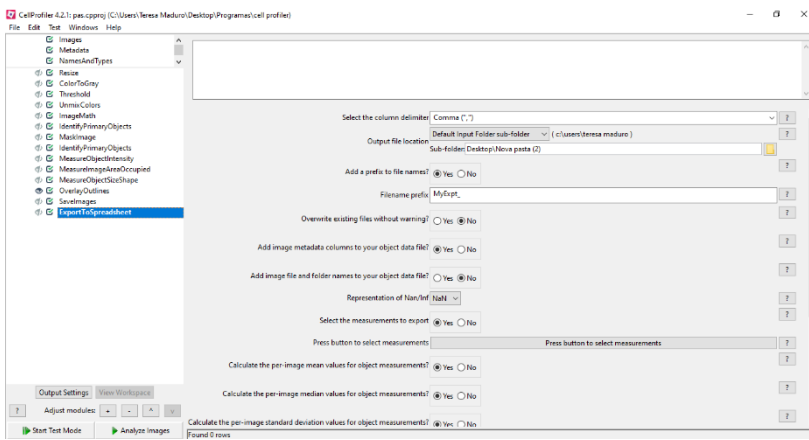 CellProfiler 4.2.1: pas.cpproj (C:\Users\Teresa Maduro\Desktop\Programas\cell profiler)
File Edit Test Windows Help
Images
Metadata
NamesAndTypes
Resize
ColorToGray
Threshold
UnmixColors
ImageMath
IdentifyPrimaryObjects
MaskImage
IdentifyPrimaryObjects
MeasureObjectIntensity
MeasureImageAreaOccupied
MeasureObjectSizeShape
OverlayOutlines
SaveImages
ExportToSpreadsheet
Output Settings View Workspace
? Adjust modules: + - ^ v
Start Test Mode Analyze Images
Select the column delimiter Comma (",") ?
Output file location Default Input Folder sub-folder ( c:\users\teresa maduro ) ?
Sub-folder: Desktop\Nova pasta (2)
Add a prefix to file names? Yes No ?
Filename prefix MyExpt_ ?
Overwrite existing files without warning? Yes No ?
Add image metadata columns to your object data file? Yes No ?
Add image file and folder names to your object data file? Yes No ?
Representation of Nan/Inf NaN ?
Select the measurements to export Yes No ?
Press button to select measurements Press button to select measurements ?
Calculate the per-image mean values for object measurements? Yes No ?
Calculate the per-image median values for object measurements? Yes No ?
Calculate the per-image standard deviation values for object measurements? Yes No ?
Found 0 rows